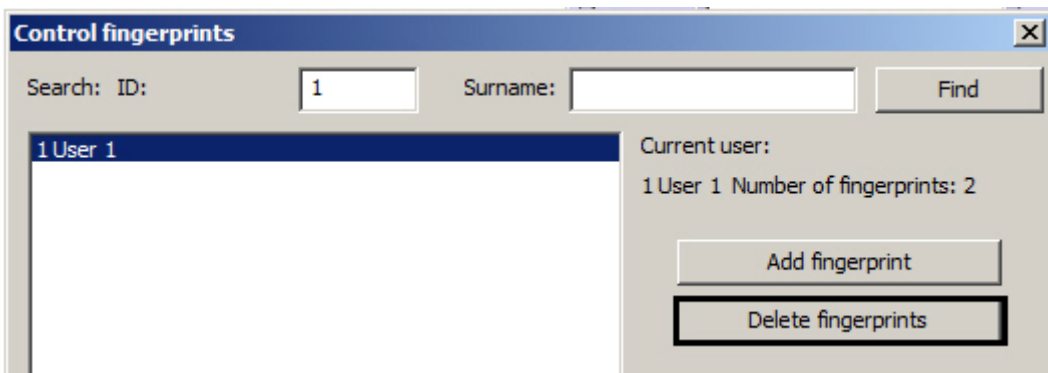 Control fingerprints
Search: ID: 1 Surname: Find
1 User 1
Current user:
1 User 1 Number of fingerprints: 2
Add fingerprint
Delete fingerprints